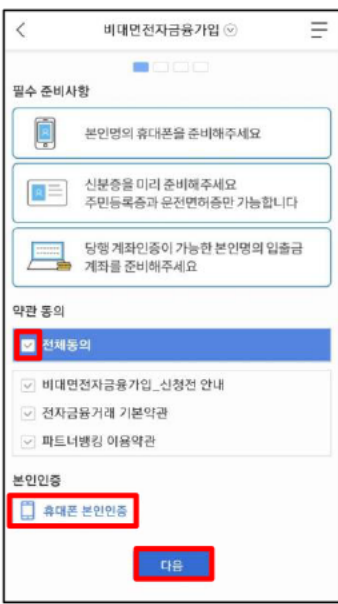 비대면전자금융가입
필수 준비사항
본인명의 휴대폰을 준비해주세요
신분증을 미리 준비해주세요
주민등록증과 운전면허증만 가능합니다
당행 계좌인증이 가능한 본인명의 입출금
계좌를 준비해주세요
약관 동의
전체동의
비대면전자금융가입_신청전 안내
전자금융거래 기본약관
파트너뱅킹 이용약관
본인인증
휴대폰 본인인증
다음